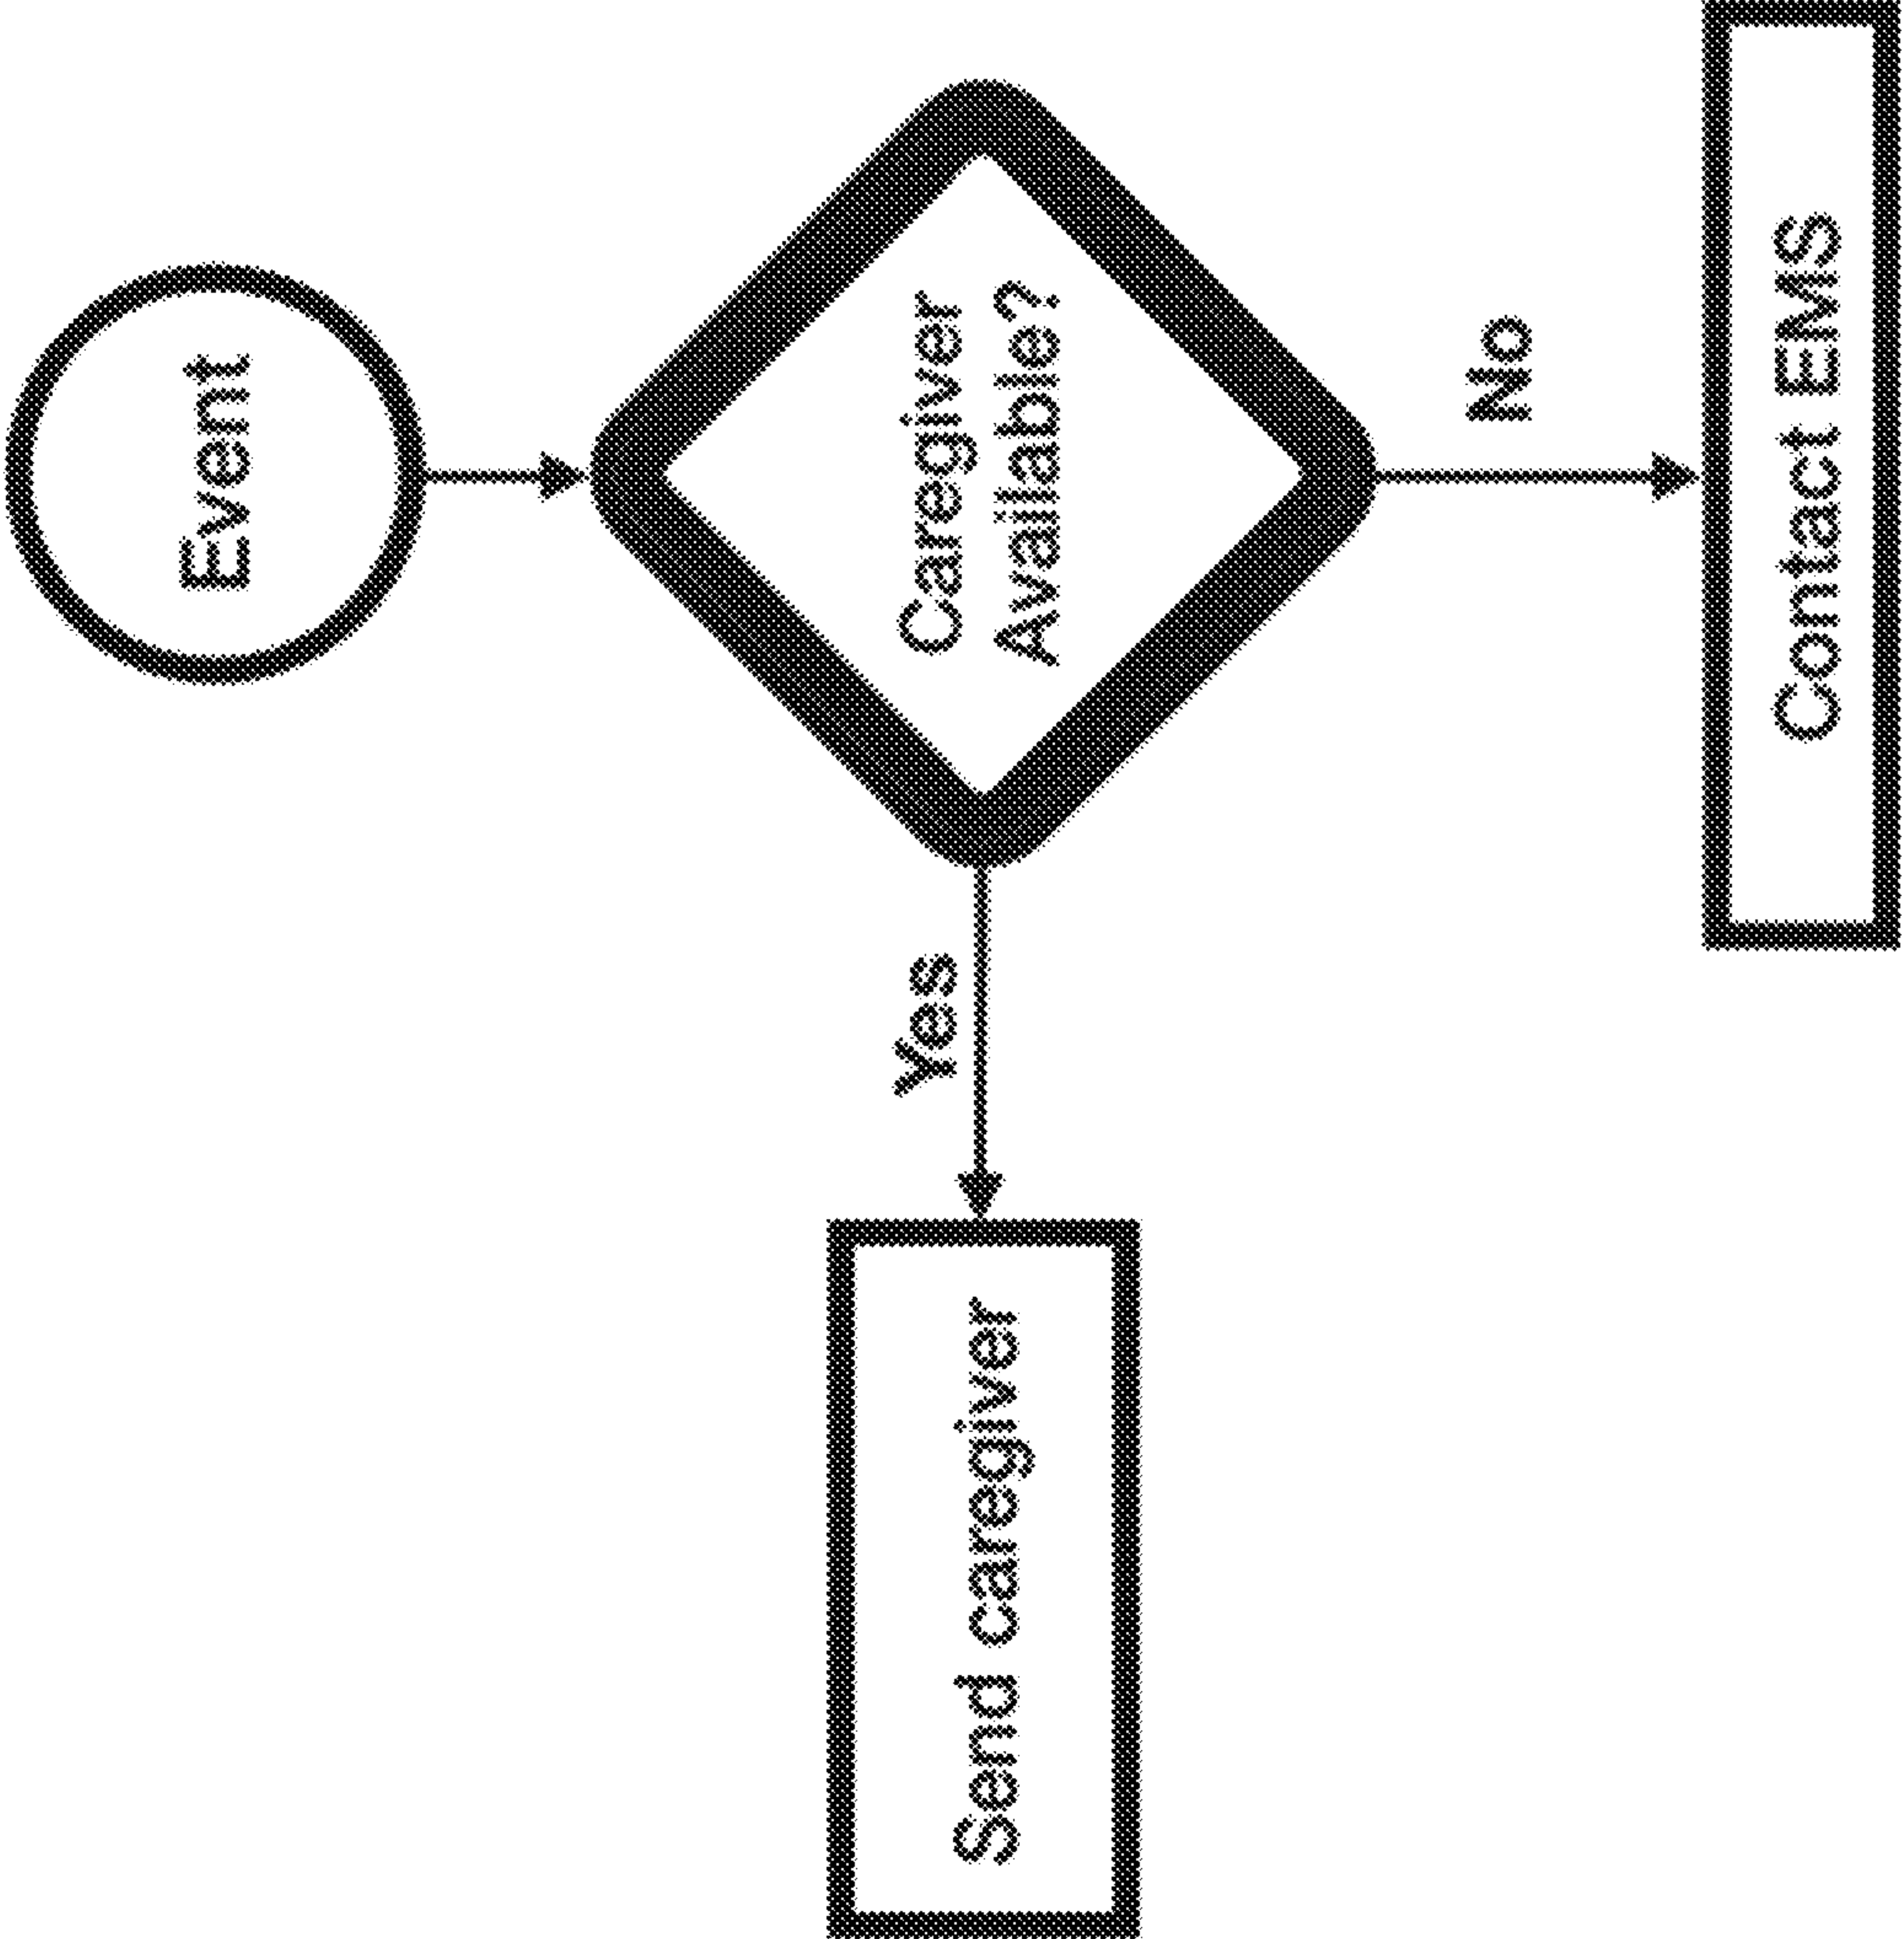 Event
Caregiver
Available?
Yes
Send caregiver
No
Contact EMS